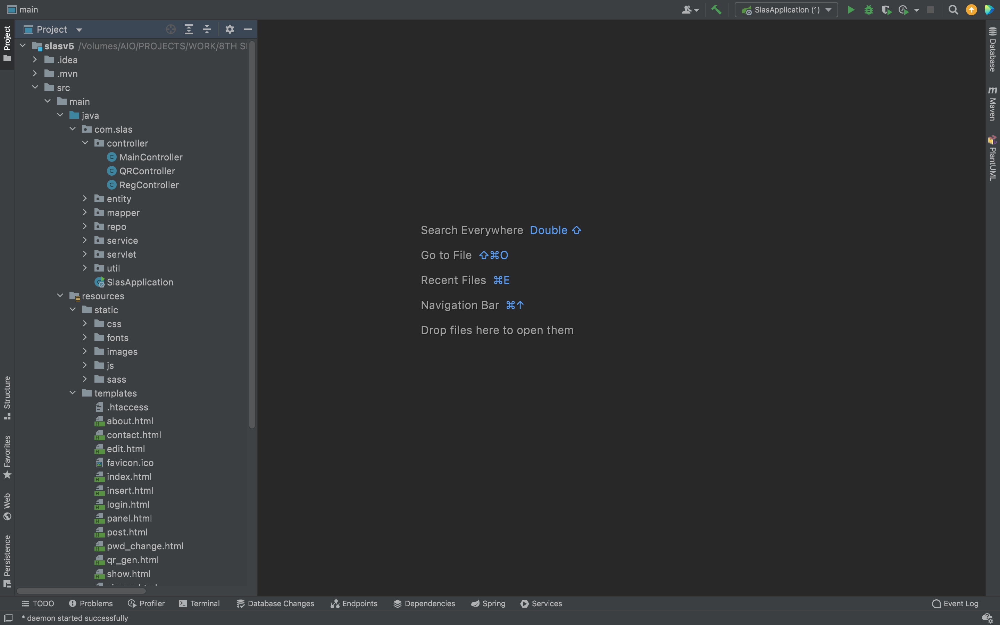 main
SlasApplication (1)
Project
Project
slasv5 /Volumes/AIO/PROJECTS/WORK/8TH SI
.idea
.mvn
src
main
java
com.slas
controller
MainController
QRController
RegController
entity
mapper
repo
service
servlet
util
SlasApplication
resources
static
css
fonts
images
js
sass
templates
.htaccess
about.html
contact.html
edit.html
favicon.ico
index.html
insert.html
login.html
panel.html
post.html
pwd_change.html
qr_gen.html
show.html
Structure
Favorites
Web
Persistence
Search Everywhere Double ⇧
Go to File ⇧⌘O
Recent Files ⌘E
Navigation Bar ⌘↑
Drop files here to open them
Database
m Maven
PlantUML
TODO
Problems
Profiler
Terminal
Database Changes
Endpoints
Dependencies
Spring
Services
Event Log
* daemon started successfully